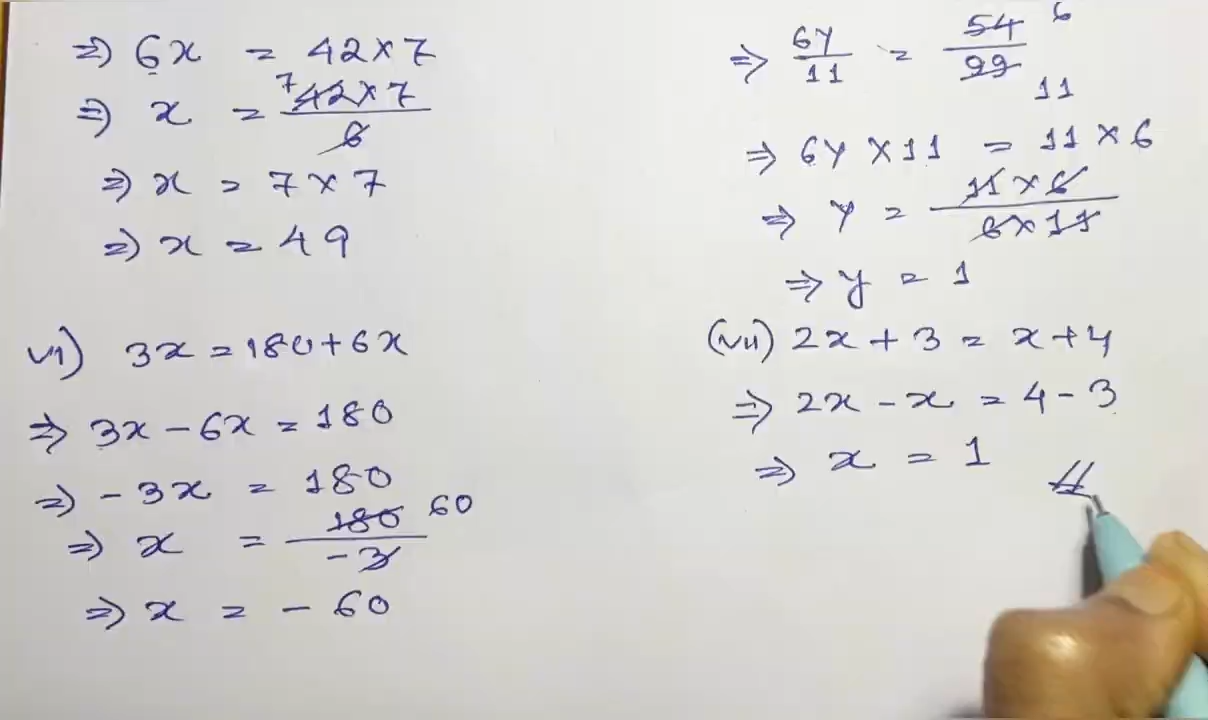 ⇒ 6x = 42×7
⇒ x = 7 42×7 / 6
⇒ x = 7×7
⇒ x = 49
vi) 3x = 180+6x
⇒ 3x − 6x = 180
⇒ −3x = 180
⇒ x = 180 / −3 60
⇒ x = − 60
⇒ 6y/11 = 54/99 6 11
⇒ 6y × 11 = 11 × 6
⇒ y = 11 × 6 / 6 × 11
⇒ y = 1
(vii) 2x + 3 = x + 4
⇒ 2x − x = 4 − 3
⇒ x = 1